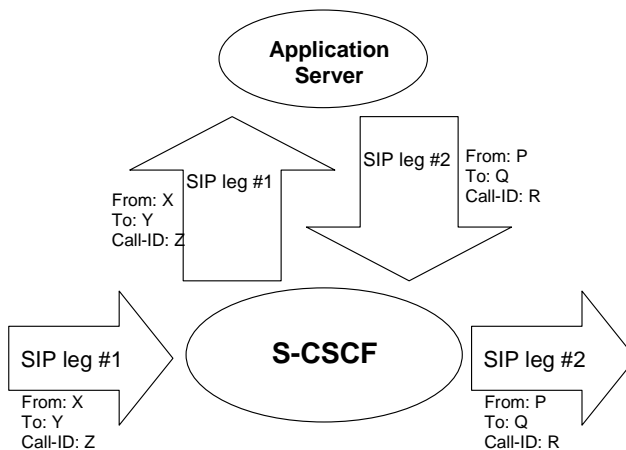 Application
Server
SIP leg #1
From: X
To: Y
Call-ID: Z
SIP leg #2
From: P
To: Q
Call-ID: R
SIP leg #1
From: X
To: Y
Call-ID: Z
S-CSCF
SIP leg #2
From: P
To: Q
Call-ID: R